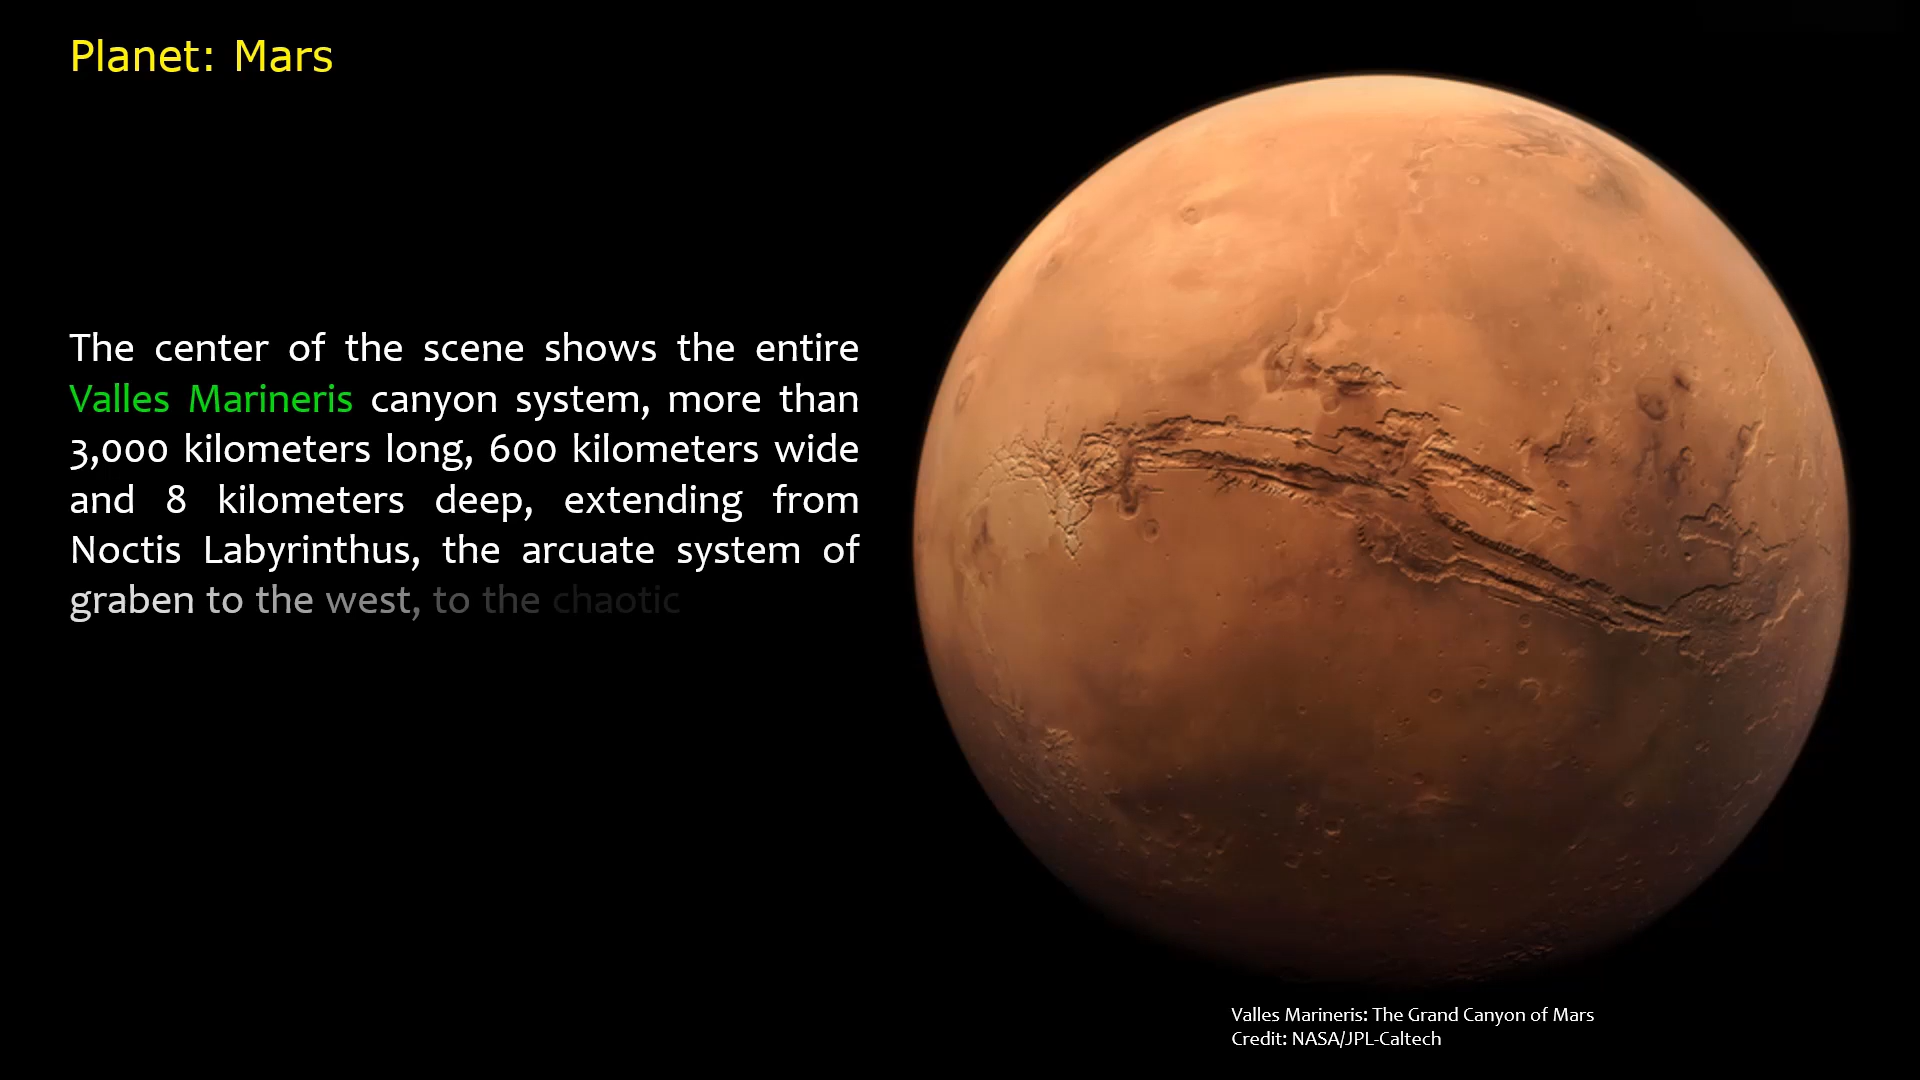 Planet: Mars
The center of the scene shows the entire
Valles Marineris canyon system, more than
3,000 kilometers long, 600 kilometers wide
and 8 kilometers deep, extending from
Noctis Labyrinthus, the arcuate system of
graben to the west, to the chaotic
Valles Marineris: The Grand Canyon of Mars
Credit: NASA/JPL-Caltech